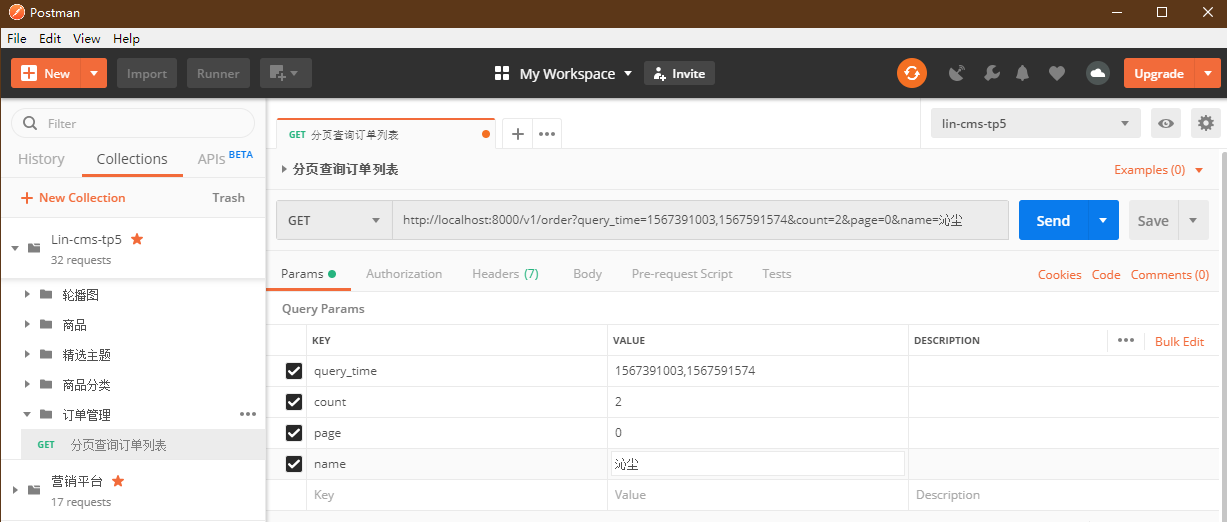 Postman
File Edit View Help
New Import Runner My Workspace Invite Upgrade
Filter
History Collections APIs BETA
New Collection Trash
Lin-cms-tp5
32 requests
轮播图
商品
精选主题
商品分类
订单管理
GET 分页查询订单列表
营销平台
17 requests
GET 分页查询订单列表
lin-cms-tp5
分页查询订单列表
Examples (0)
GET http://localhost:8000/v1/order?query_time=1567391003,1567591574&count=2&page=0&name=沁尘 Send Save
Params Authorization Headers (7) Body Pre-request Script Tests Cookies Code Comments (0)
Query Params
KEY VALUE DESCRIPTION Bulk Edit
query_time 1567391003,1567591574
count 2
page 0
name 沁尘
Key Value Description